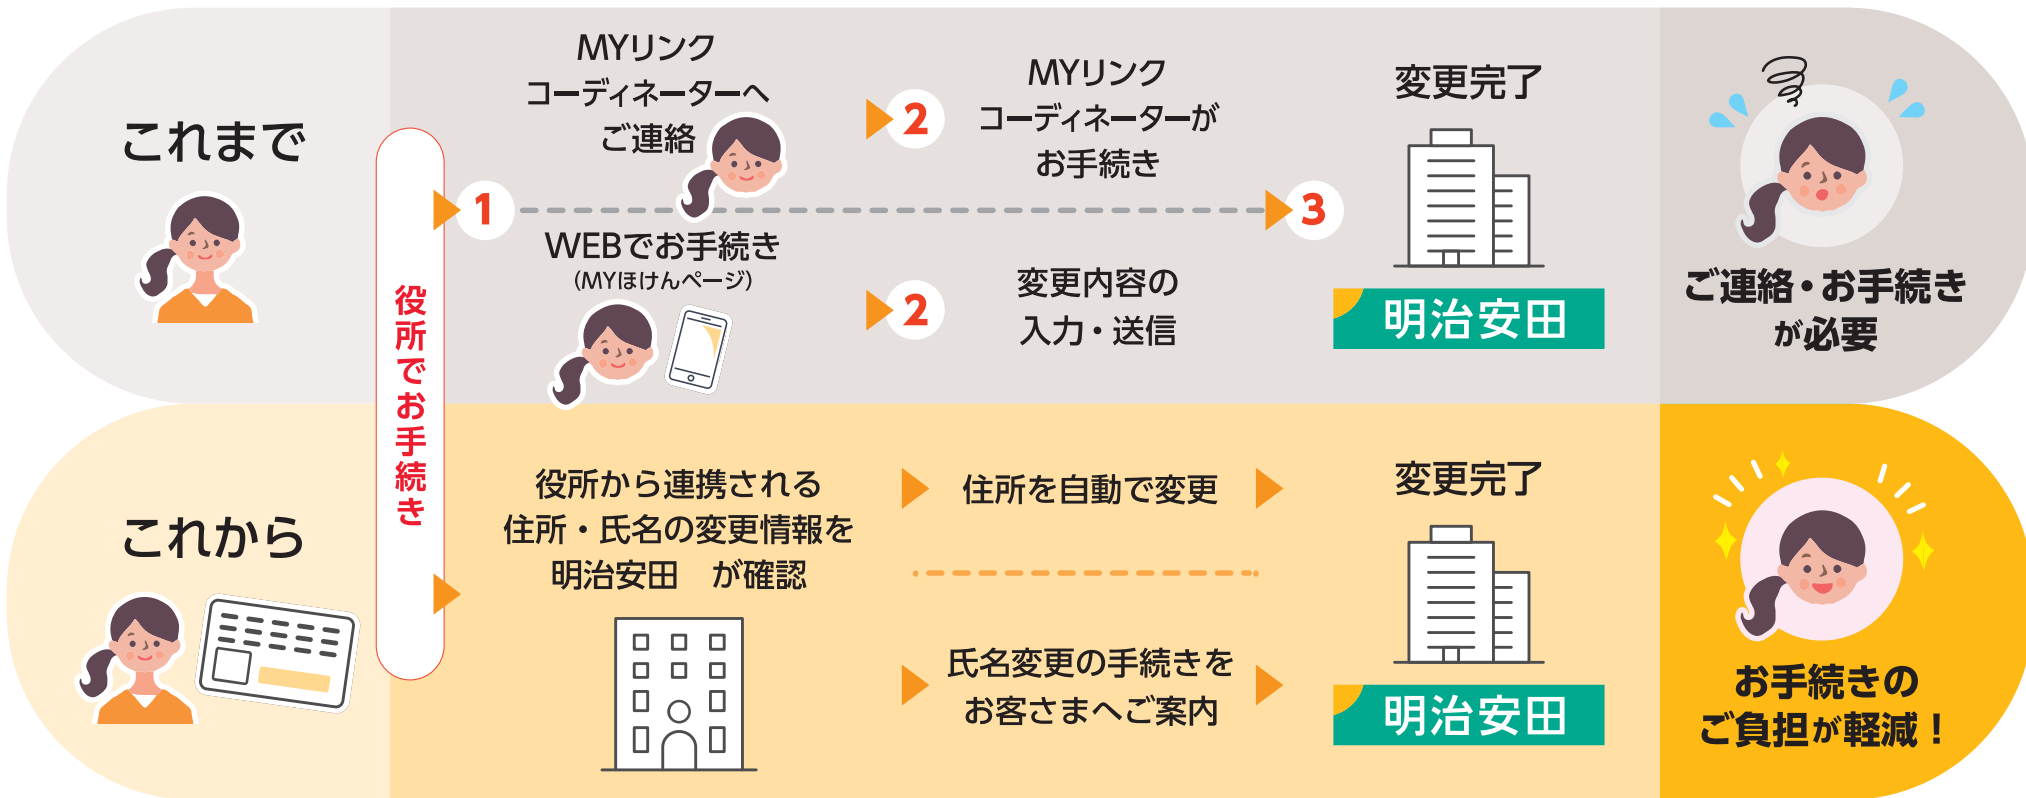 これまで
役所でお手続き
1
MYリンク
コーディネーターへ
ご連絡
2
MYリンク
コーディネーターが
お手続き
WEBでお手続き
(MYほけんページ)
2
変更内容の
入力・送信
3
変更完了
明治安田
ご連絡・お手続き
が必要
これから
役所から連携される
住所・氏名の変更情報を
明治安田 が確認
住所を自動で変更
氏名変更の手続きを
お客さまへご案内
変更完了
明治安田
お手続きの
ご負担が軽減！